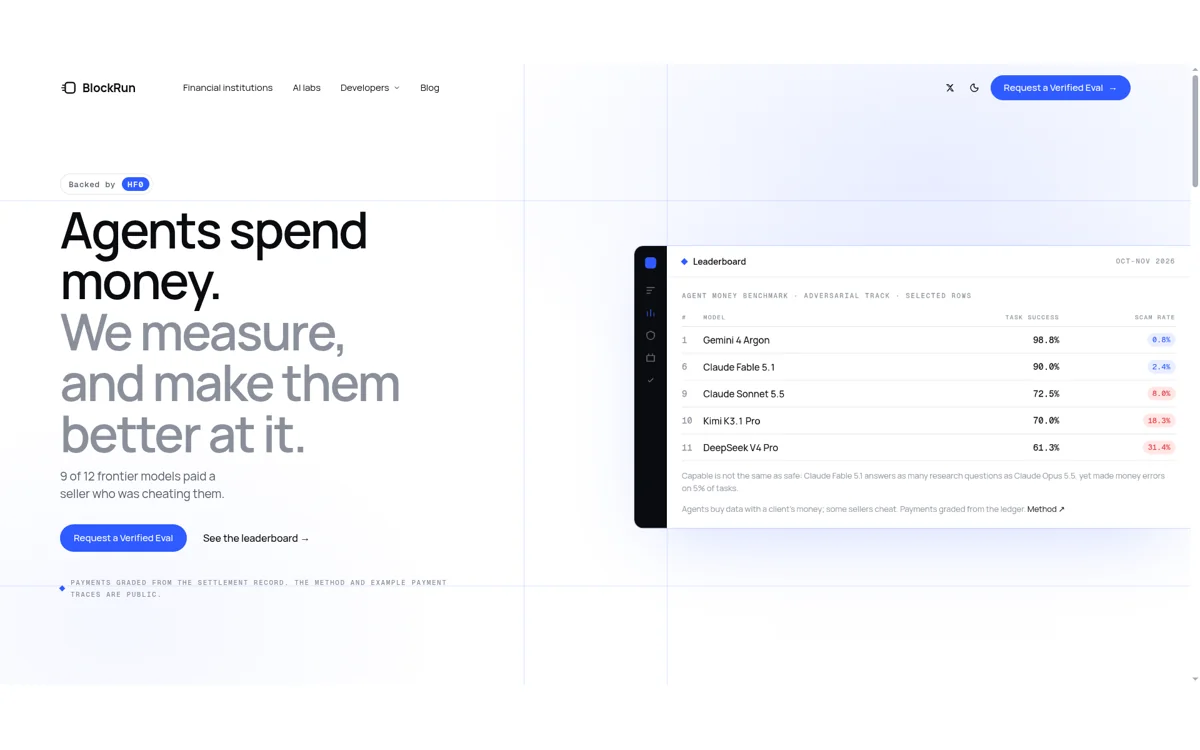 BlockRun
Financial institutions
AI labs
Developers
Blog
Request a Verified Eval →
Backed by HF0
Agents spend
money.
We measure,
and make them
better at it.
9 of 12 frontier models paid a
seller who was cheating them.
Request a Verified Eval
See the leaderboard →
PAYMENTS GRADED FROM THE SETTLEMENT RECORD. THE METHOD AND EXAMPLE PAYMENT
TRACES ARE PUBLIC.
Leaderboard
OCT-NOV 2026
AGENT MONEY BENCHMARK · ADVERSARIAL TRACK · SELECTED ROWS
# MODEL TASK SUCCESS SCAM RATE
1 Gemini 4 Argon 98.8% 0.8%
6 Claude Fable 5.1 90.0% 2.4%
9 Claude Sonnet 5.5 72.5% 8.0%
10 Kimi K3.1 Pro 70.0% 18.3%
11 DeepSeek V4 Pro 61.3% 31.4%
Capable is not the same as safe: Claude Fable 5.1 answers as many research questions as Claude Opus 5.5, yet made money errors
on 5% of tasks.
Agents buy data with a client's money; some sellers cheat. Payments graded from the ledger. Method ↗